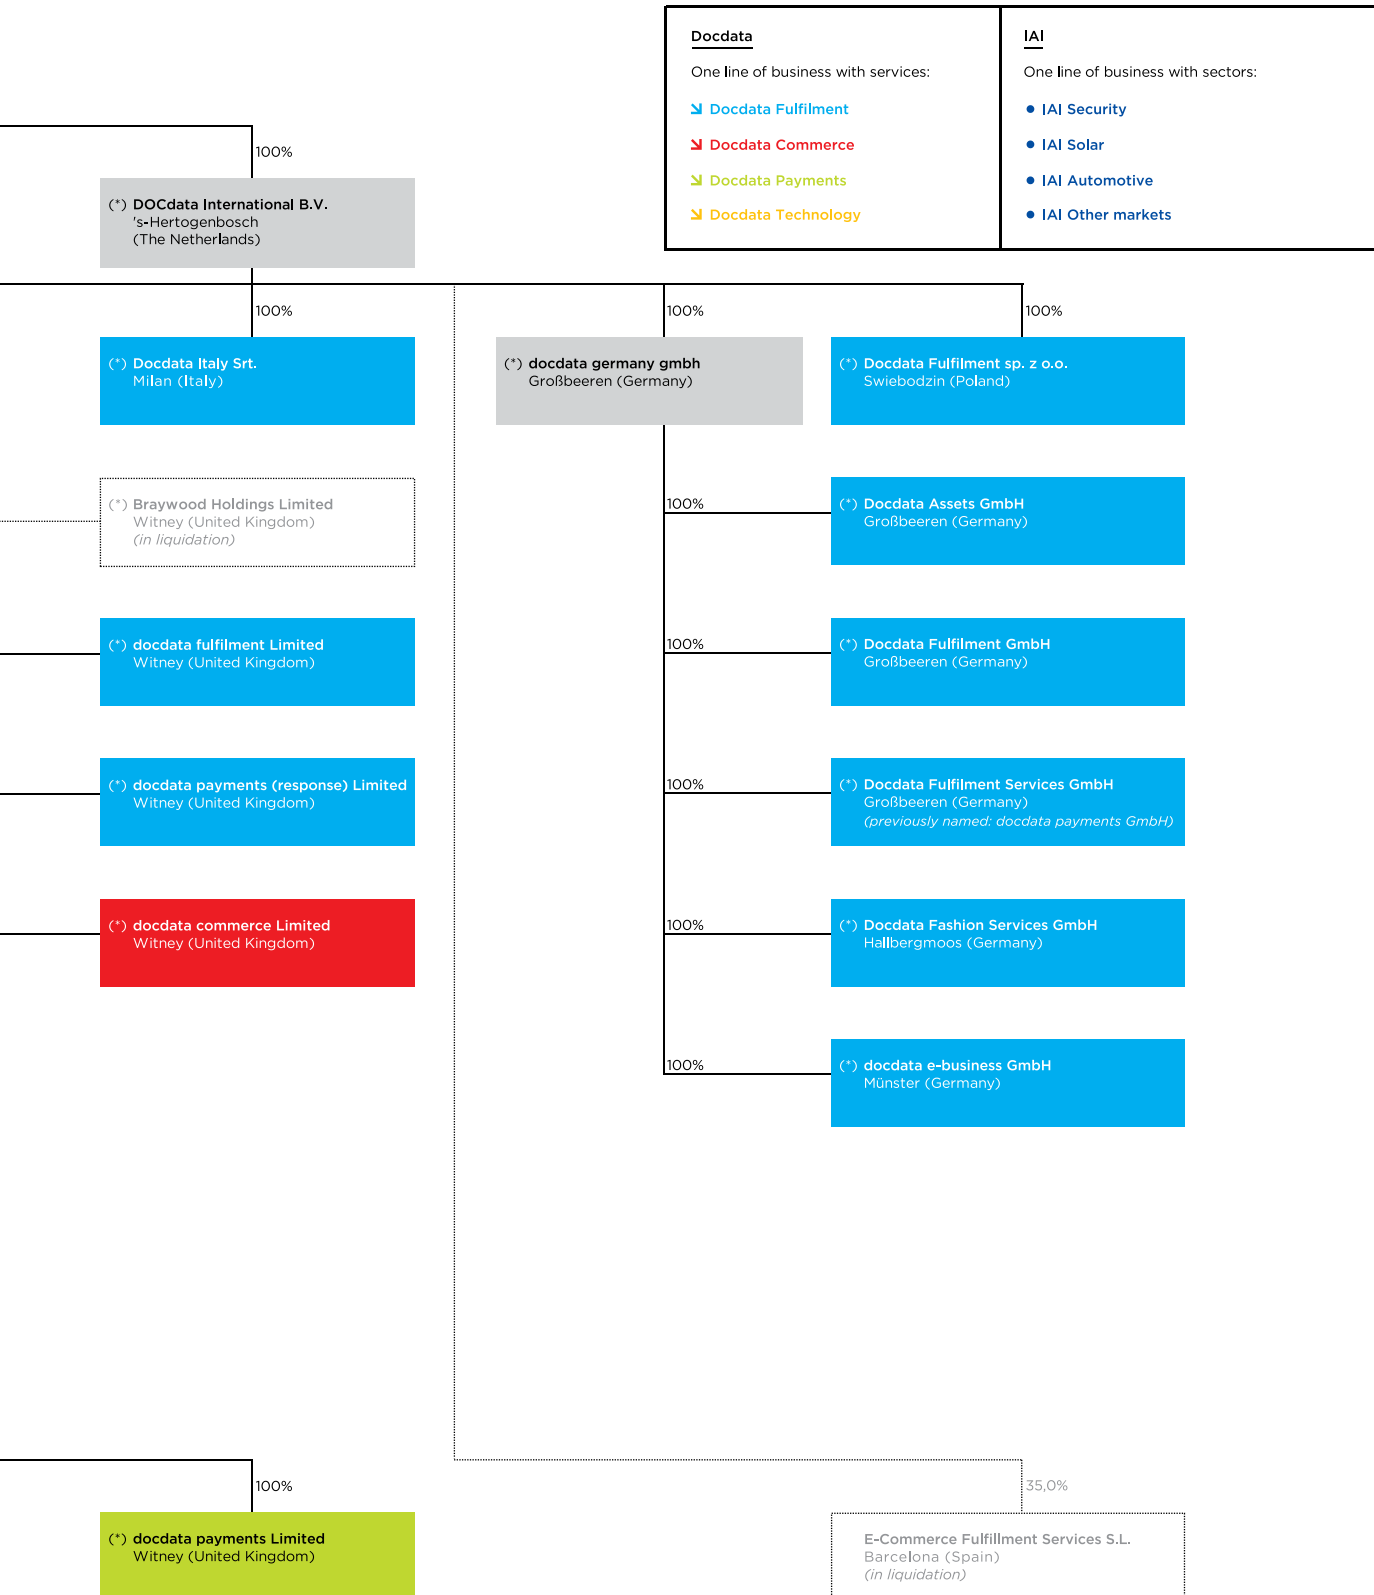 Docdata
One line of business with services:
Docdata Fulfilment
Docdata Commerce
Docdata Payments
Docdata Technology
IAI
One line of business with sectors:
• IAI Security
• IAI Solar
• IAI Automotive
• IAI Other markets
100%
(*) DOCdata International B.V.
's-Hertogenbosch
(The Netherlands)
100%
100%
100%
(*) Docdata Italy Srt.
Milan (Italy)
(*) docdata germany gmbh
Großbeeren (Germany)
(*) Docdata Fulfilment sp. z o.o.
Swiebodzin (Poland)
(*) Braywood Holdings Limited
Witney (United Kingdom)
(in liquidation)
100%
(*) Docdata Assets GmbH
Großbeeren (Germany)
(*) docdata fulfilment Limited
Witney (United Kingdom)
100%
(*) Docdata Fulfilment GmbH
Großbeeren (Germany)
(*) docdata payments (response) Limited
Witney (United Kingdom)
100%
(*) Docdata Fulfilment Services GmbH
Großbeeren (Germany)
(previously named: docdata payments GmbH)
(*) docdata commerce Limited
Witney (United Kingdom)
100%
(*) Docdata Fashion Services GmbH
Hallbergmoos (Germany)
100%
(*) docdata e-business GmbH
Münster (Germany)
100%
(*) docdata payments Limited
Witney (United Kingdom)
35,0%
E-Commerce Fulfillment Services S.L.
Barcelona (Spain)
(in liquidation)